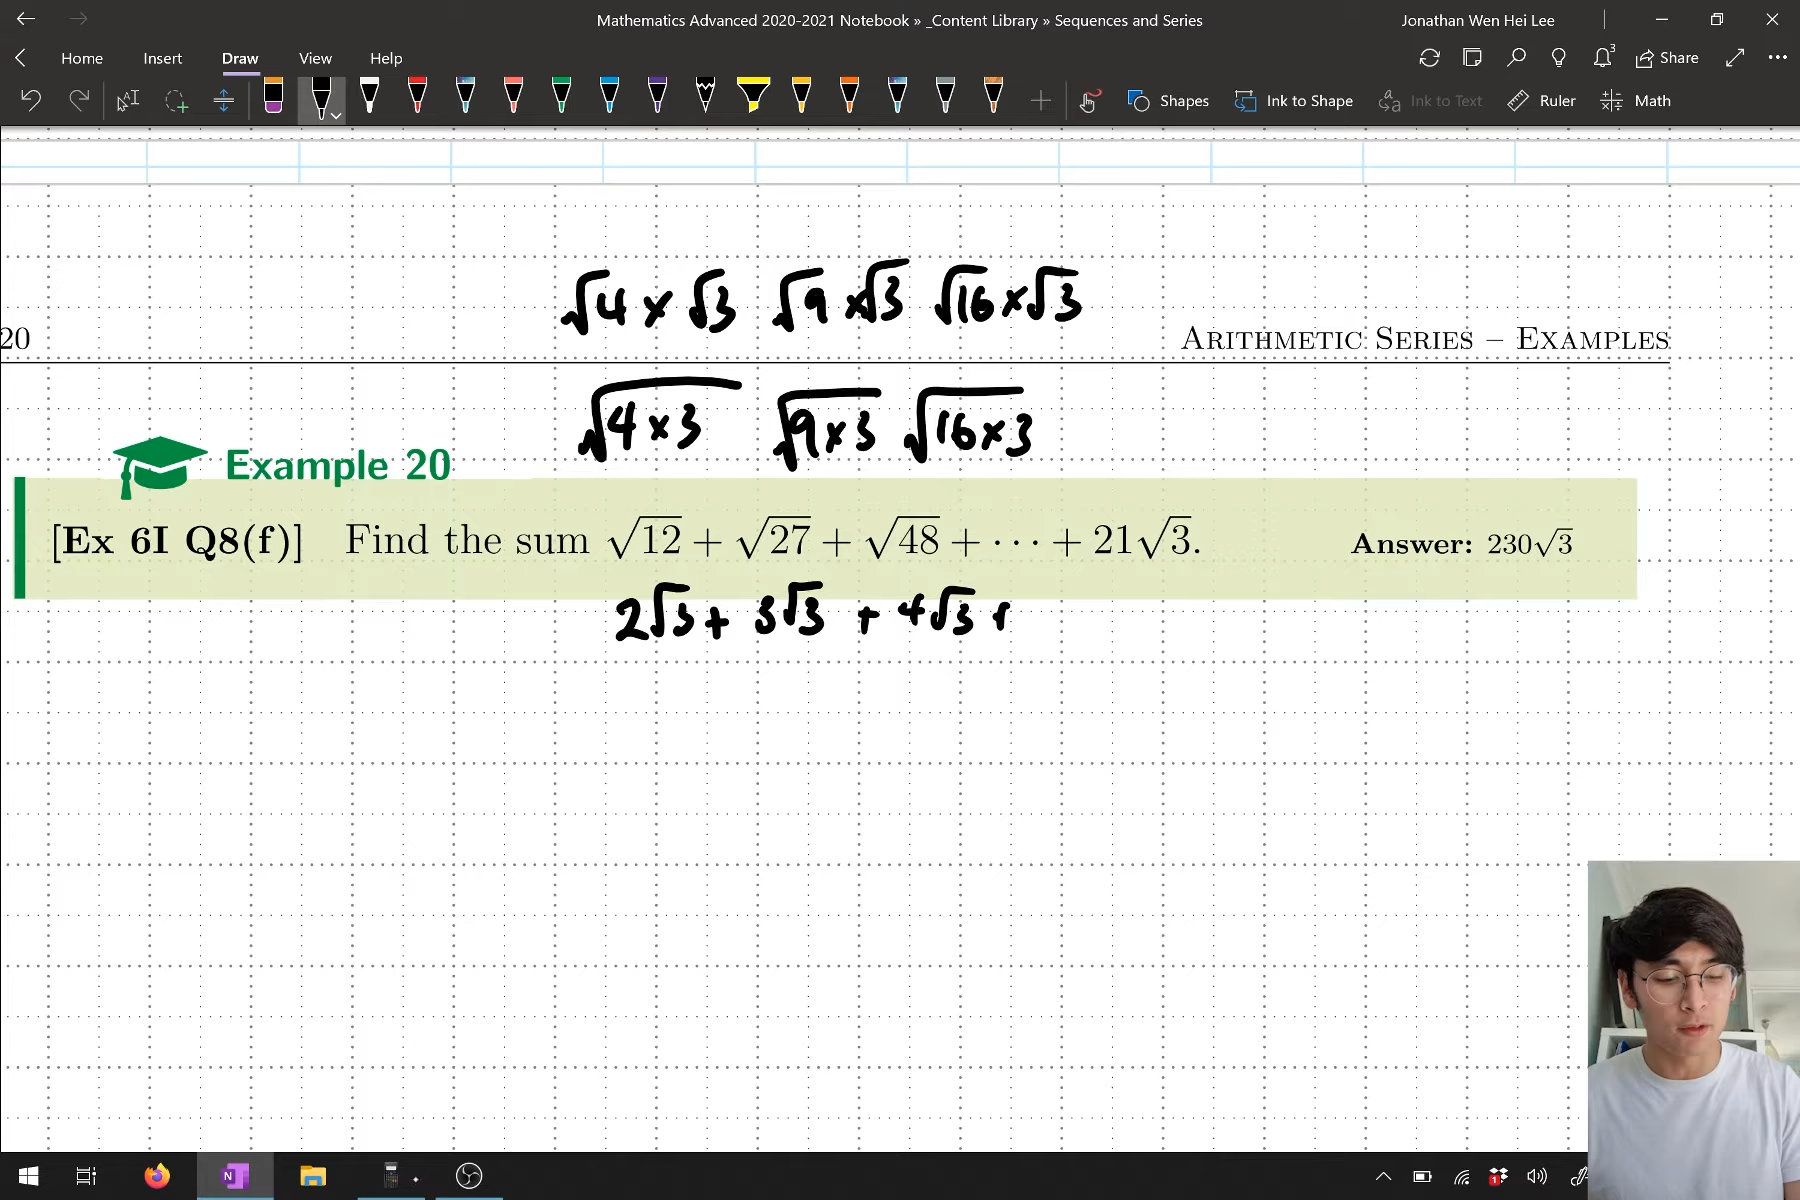 Mathematics Advanced 2020-2021 Notebook » _Content Library » Sequences and Series
Jonathan Wen Hei Lee
Home Insert Draw View Help
3
Share
Shapes Ink to Shape Ink to Text Ruler Math
√4 × √3 √9 × √3 √16 × √3
20 ARITHMETIC SERIES – EXAMPLES
√(4 × 3) √(9 × 3) √(16 × 3)
Example 20
[Ex 6I Q8(f)] Find the sum √12 + √27 + √48 + ··· + 21√3. Answer: 230√3
2√3 + 3√3 + 4√3 +
N
1